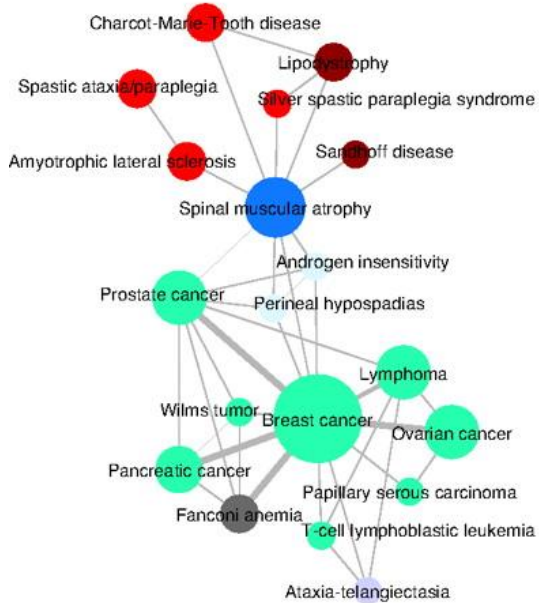 Charcot-Marie-Tooth disease
Lipodystrophy
Spastic ataxia/paraplegia
Silver spastic paraplegia syndrome
Amyotrophic lateral sclerosis
Sandhoff disease
Spinal muscular atrophy
Androgen insensitivity
Prostate cancer
Perineal hypospadias
Lymphoma
Wilms tumor
Breast cancer
Ovarian cancer
Pancreatic cancer
Papillary serous carcinoma
Fanconi anemia
T-cell lymphoblastic leukemia
Ataxia-telangiectasia